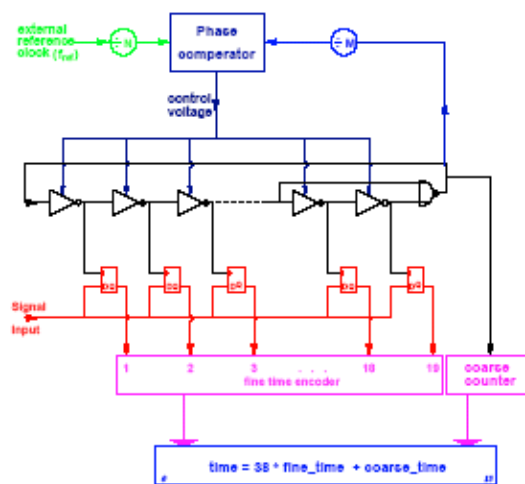 external
reference
clock (f ref)
÷ N
Phase
comperator
÷ M
control
voltage
Signal
Input
1 2 3 . . . 18 19
fine time encoder
coarse
counter
time = 38 * fine_time + coarse_time